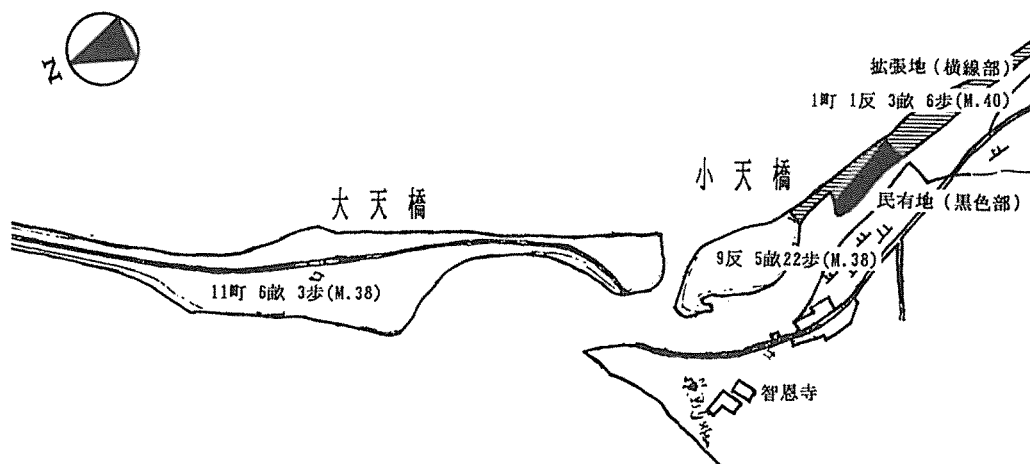 N
拡張地(横線部)
1町 1反 3畝 6歩(M.40)
小天橋
大天橋
民有地(黒色部)
9反 5畝22歩(M.38)
11町 6畝 3歩(M.38)
智恩寺